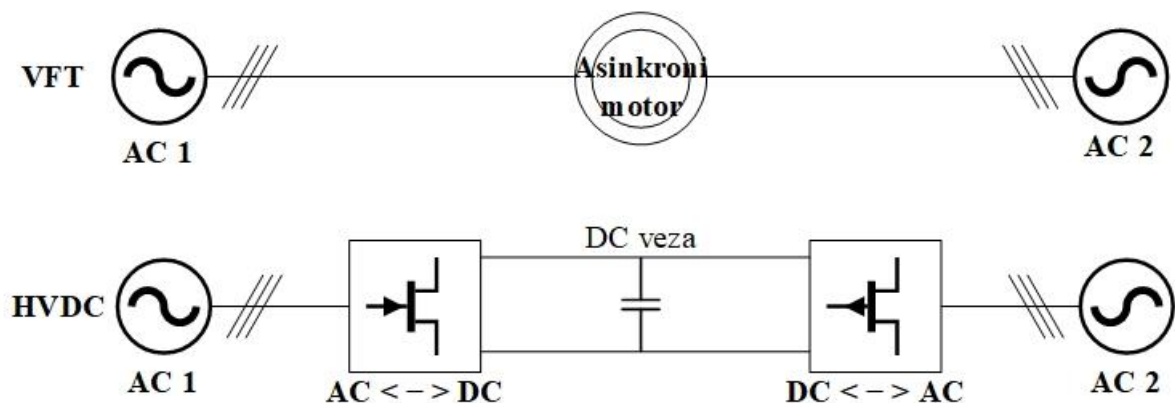 VFT
Asinkroni
motor
AC 1
AC 2
DC veza
HVDC
AC 1
AC < − > DC
DC < − > AC
AC 2